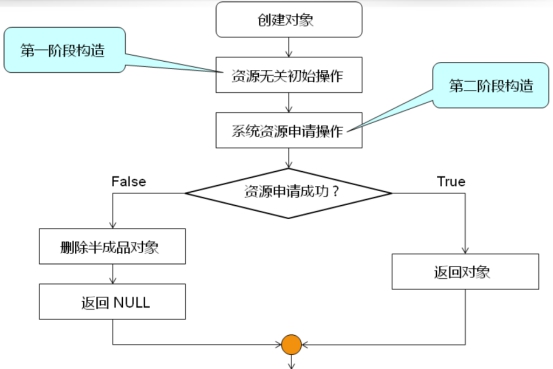 创建对象
第一阶段构造
资源无关初始操作
第二阶段构造
系统资源申请操作
资源申请成功？
False
True
删除半成品对象
返回对象
返回 NULL